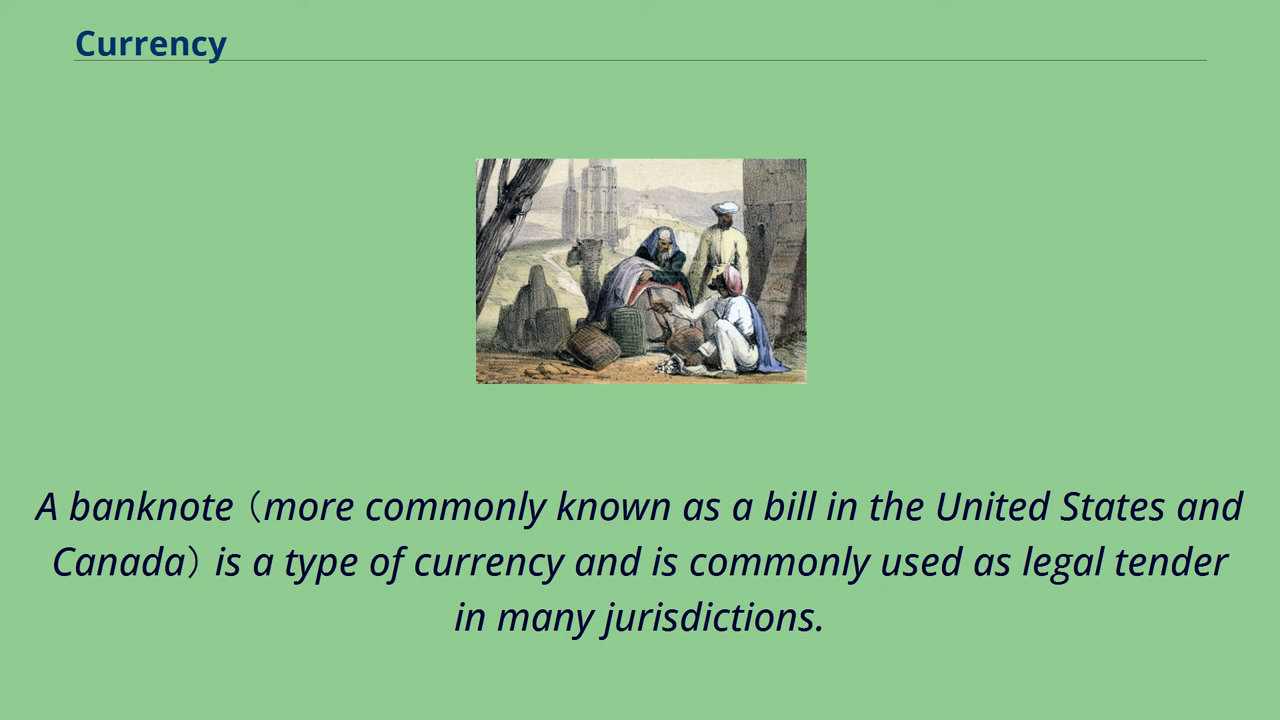 Currency
A banknote（more commonly known as a bill in the United States and
Canada）is a type of currency and is commonly used as legal tender
in many jurisdictions.